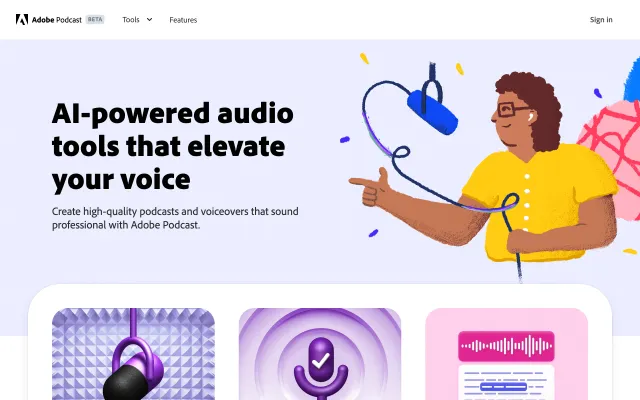 Adobe Podcast BETA Tools Features Sign in
AI-powered audio
tools that elevate
your voice
Create high-quality podcasts and voiceovers that sound
professional with Adobe Podcast.